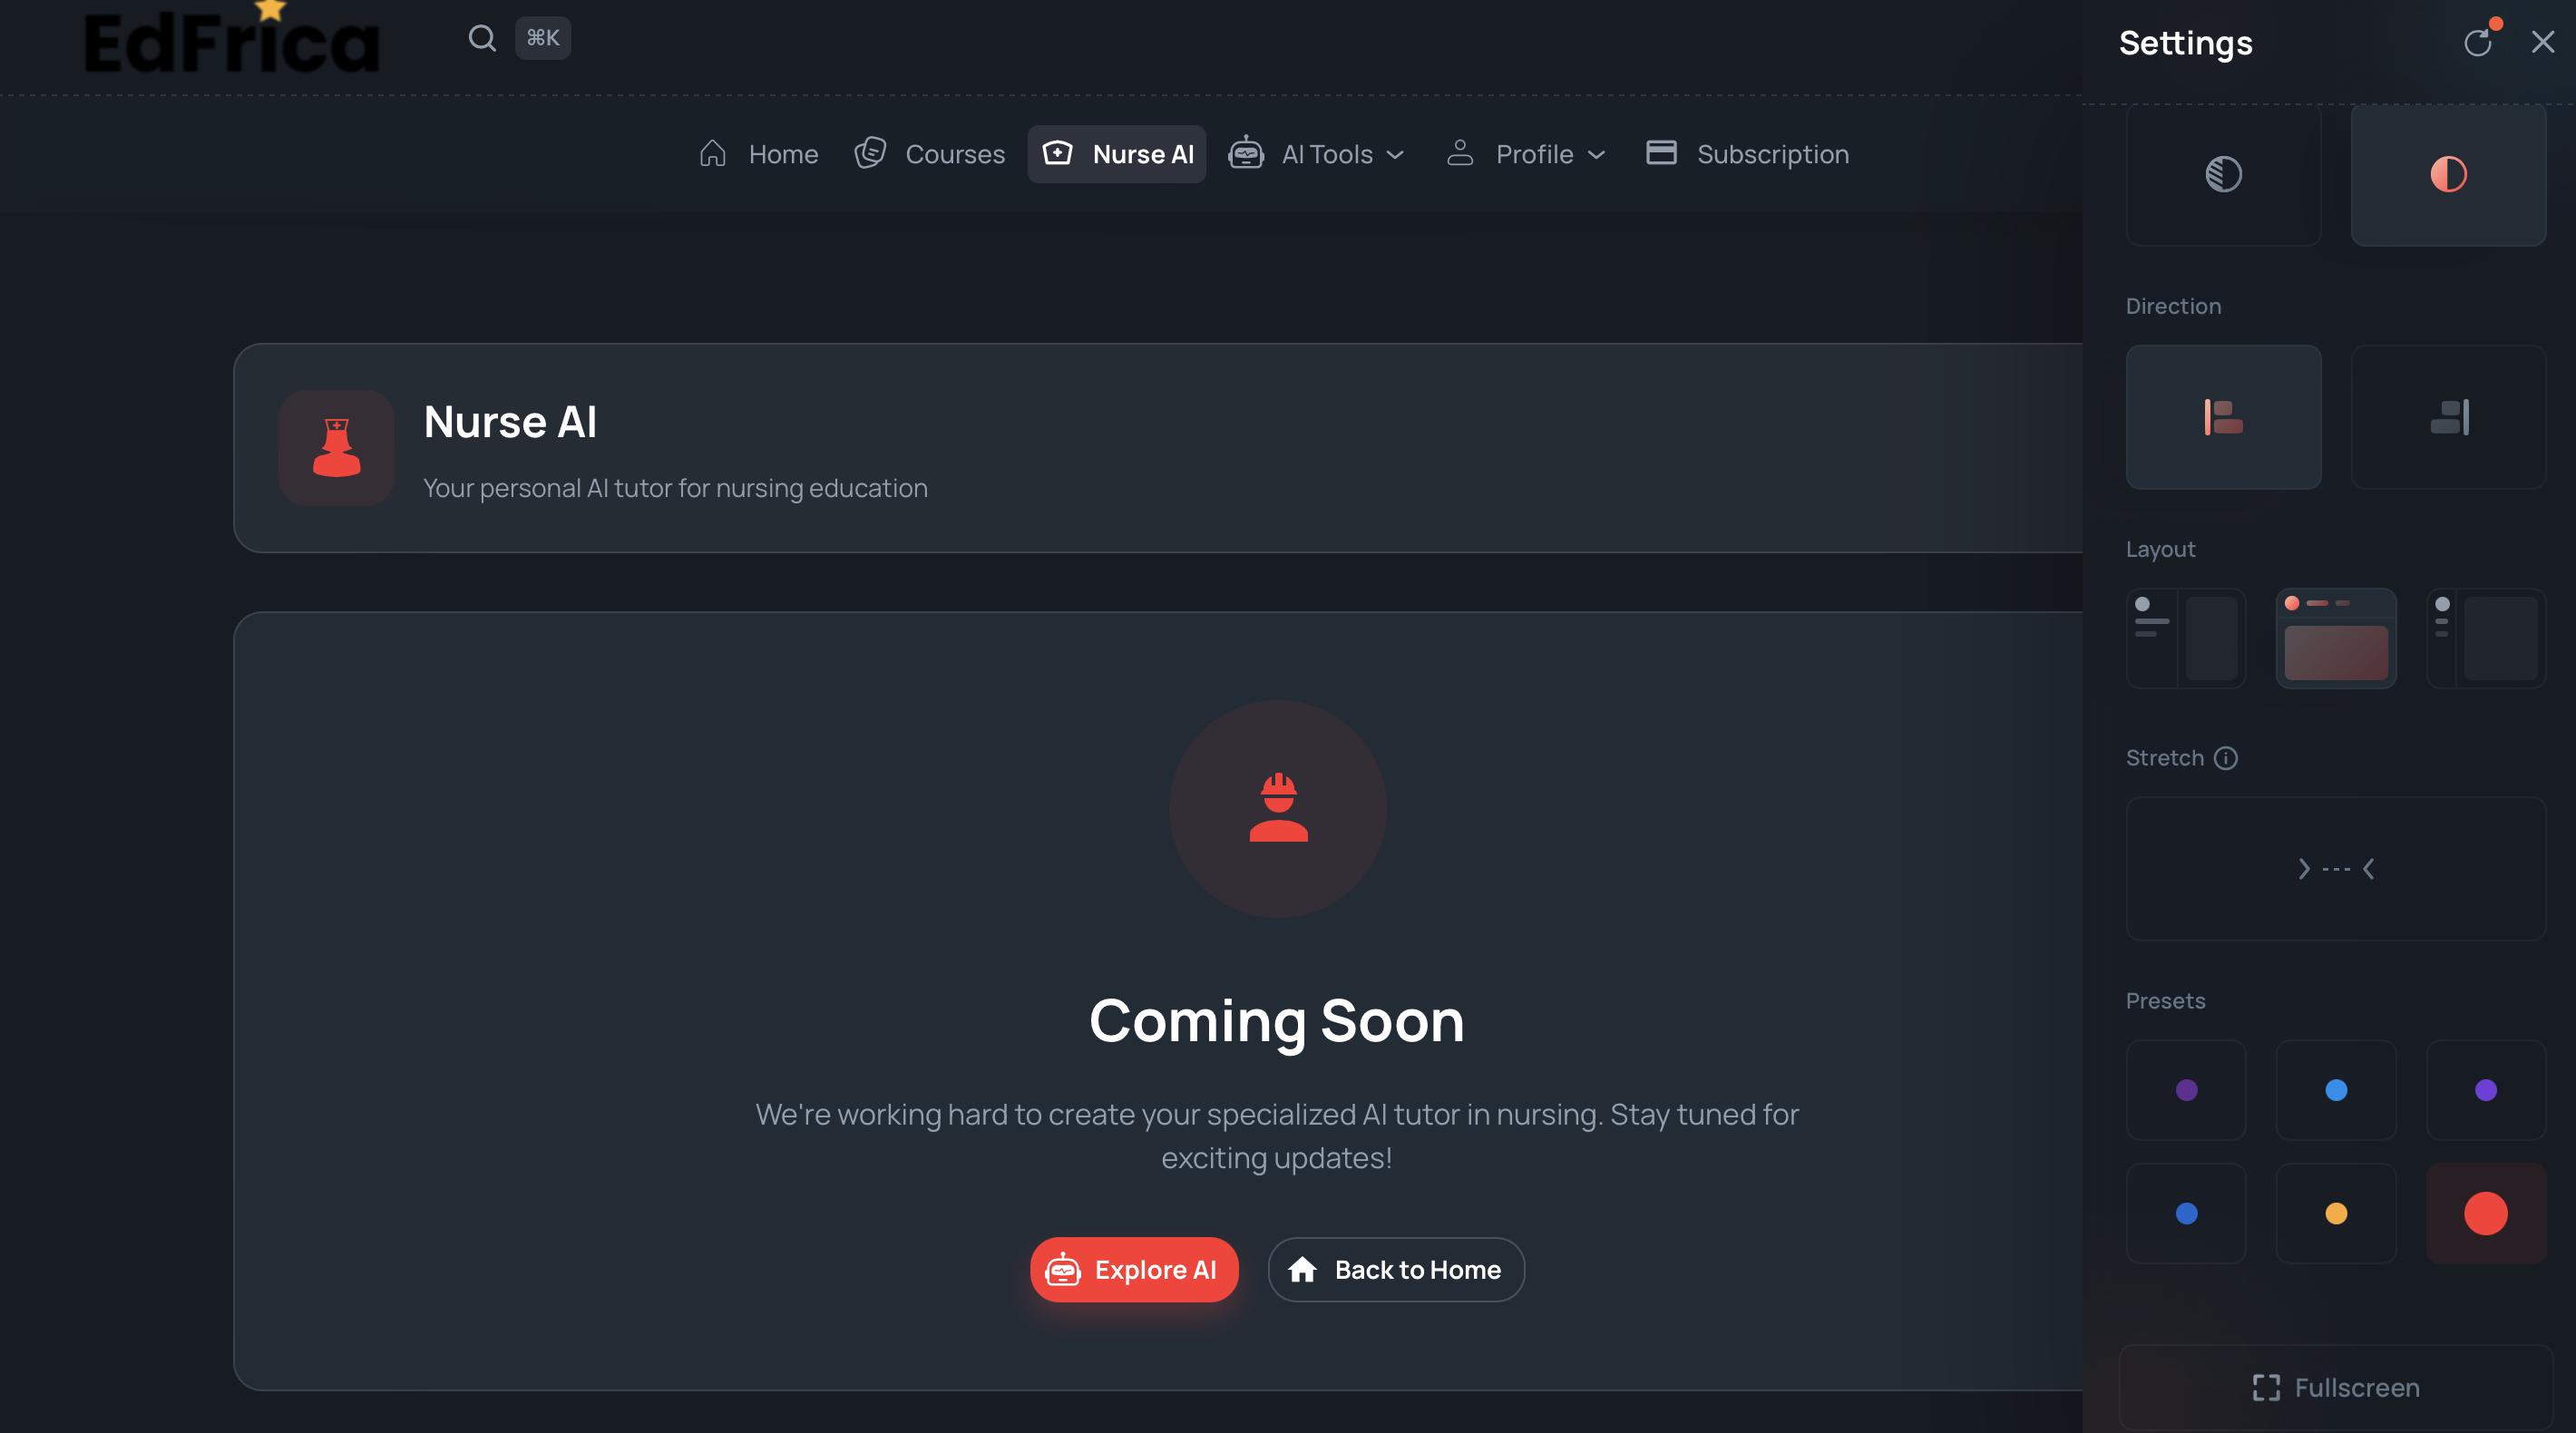 EdFrica
⌘K
Settings
Home
Courses
Nurse AI
AI Tools
Profile
Subscription
Direction
Nurse AI
Your personal AI tutor for nursing education
Layout
Stretch
Presets
Coming Soon
We're working hard to create your specialized AI tutor in nursing. Stay tuned for
exciting updates!
Explore AI
Back to Home
Fullscreen